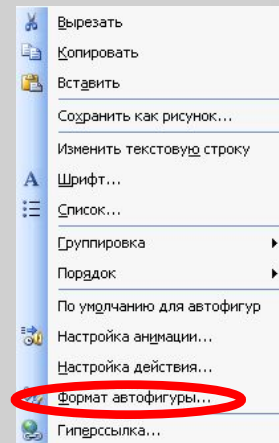 Вырезать
Копировать
Вставить
Сохранить как рисунок...
Изменить текстовую строку
Шрифт...
Список...
Группировка
Порядок
По умолчанию для автофигур
Настройка анимации...
Настройка действия...
Формат автофигуры...
Гиперссылка...